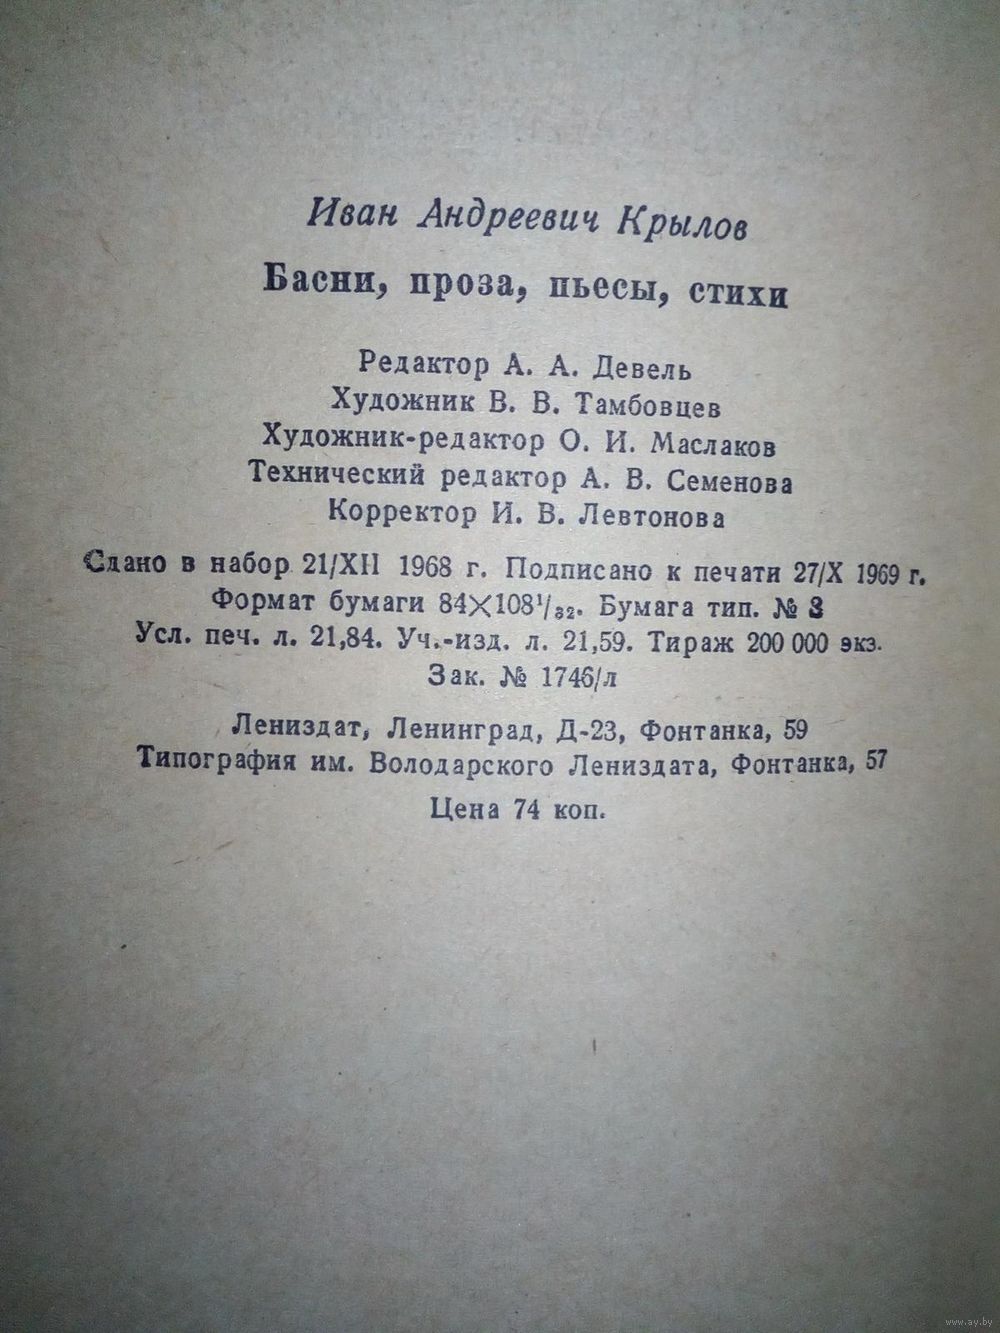 Иван Андреевич Крылов
Басни, проза, пьесы, стихи
Редактор А. А. Девель
Художник В. В. Тамбовцев
Художник-редактор О. И. Маслаков
Технический редактор А. В. Семенова
Корректор И. В. Левтонова
Сдано в набор 21/XII 1968 г. Подписано к печати 27/X 1969 г.
Формат бумаги 84×108¹/₃₂. Бумага тип. № 3
Усл. печ. л. 21,84. Уч.-изд. л. 21,59. Тираж 200 000 экз.
Зак. № 1746/л
Лениздат, Ленинград, Д-23, Фонтанка, 59
Типография им. Володарского Лениздата, Фонтанка, 57
Цена 74 коп.
www.ay.by